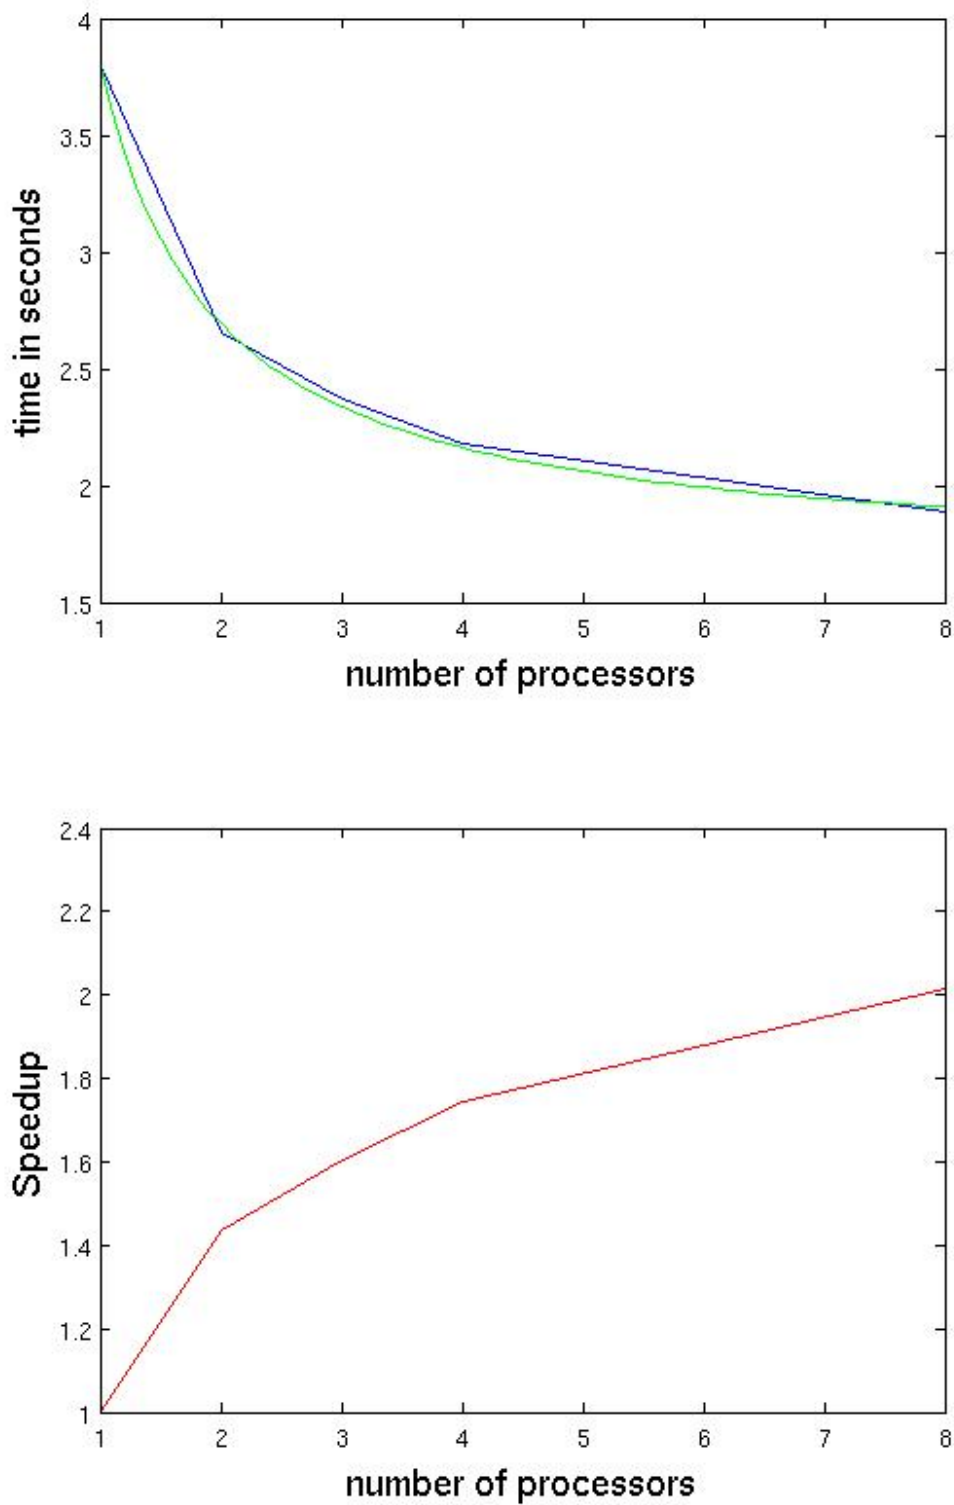 4
3.5
3
2.5
2
1.5
time in seconds
1 2 3 4 5 6 7 8
number of processors
2.4
2.2
2
1.8
1.6
1.4
1.2
1
Speedup
1 2 3 4 5 6 7 8
number of processors